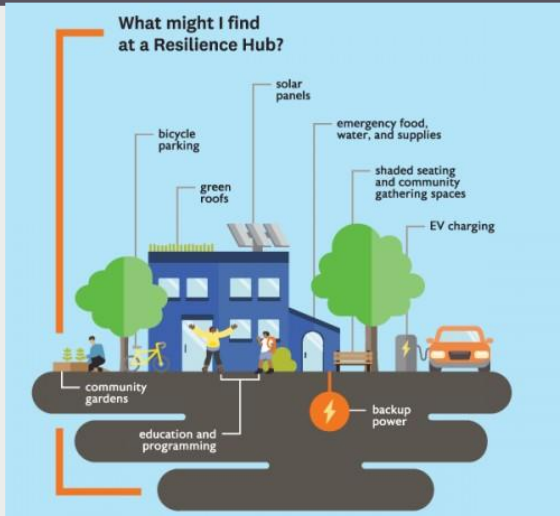 What might I find
at a Resilience Hub?
solar
panels
emergency food,
water, and supplies
bicycle
parking
shaded seating
and community
gathering spaces
green
roofs
EV charging
community
gardens
backup
power
education and
programming